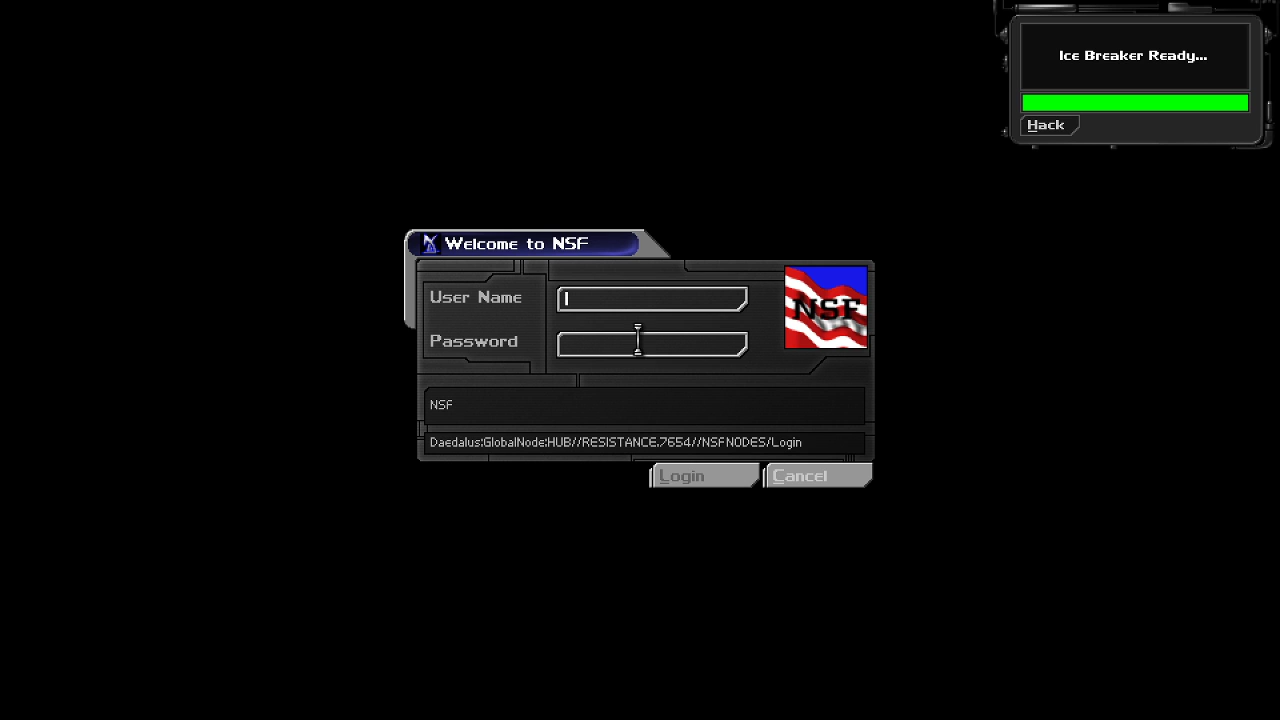 Ice Breaker Ready...
Hack
Welcome to NSF
User Name
NSF
Password
NSF
Daedalus:GlobalNode:HUB//RESISTANCE.7654//NSFNODES/Login
Login
Cancel